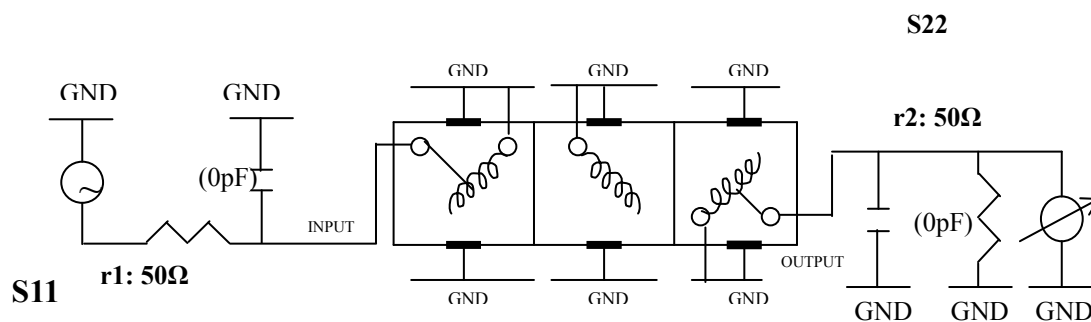 S22
GND GND GND GND GND
r2: 50Ω
(0pF) (0pF)
INPUT
r1: 50Ω
OUTPUT
S11
GND GND GND GND GND GND